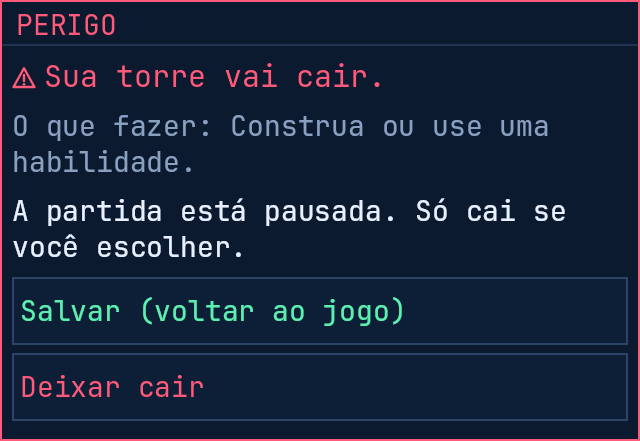 PERIGO
⚠ Sua torre vai cair.
O que fazer: Construa ou use uma
habilidade.
A partida está pausada. Só cai se
você escolher.
Salvar (voltar ao jogo)
Deixar cair